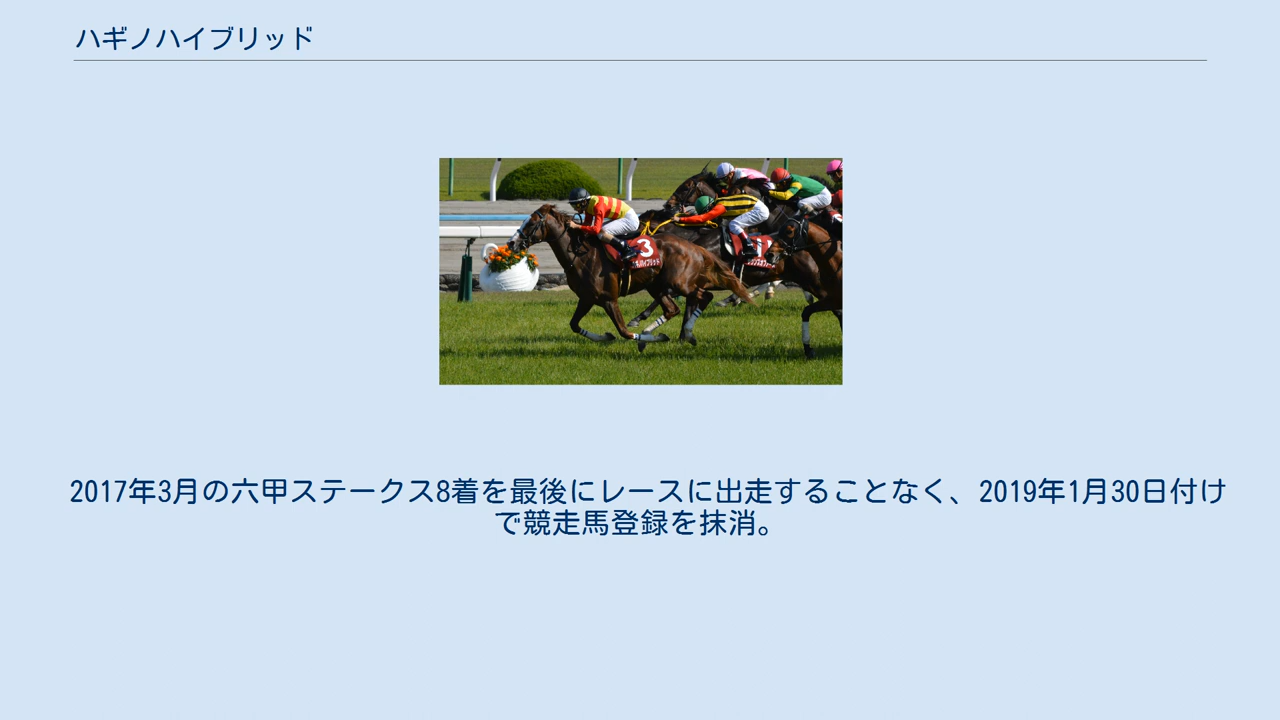 ハギノハイブリッド
3
2017年3月の六甲ステークス8着を最後にレースに出走することなく、2019年1月30日付け
で競走馬登録を抹消。